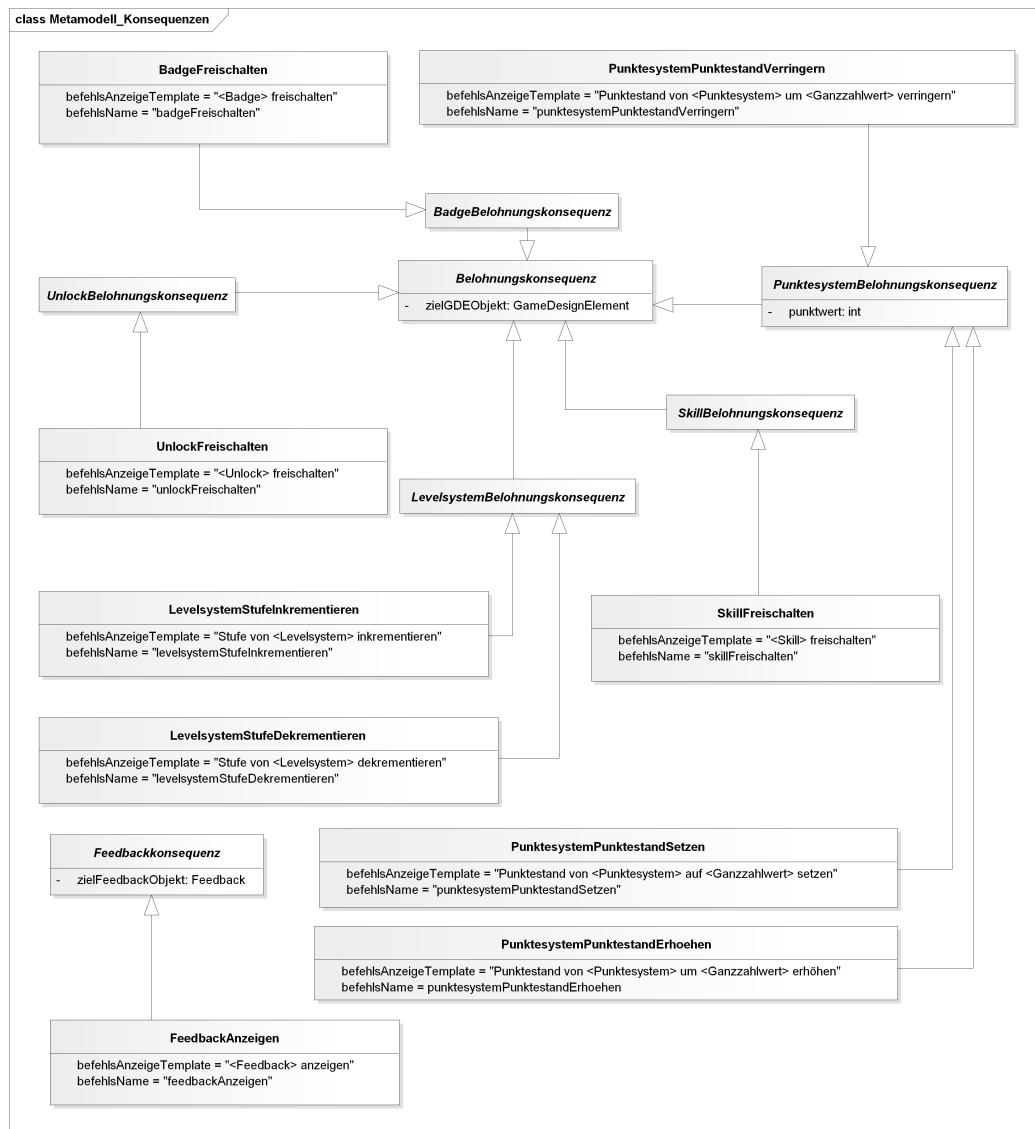 class Metamodell_Konsequenzen
BadgeFreischalten
befehlsAnzeigeTemplate = "<Badge> freischalten"
befehlsName = "badgeFreischalten"
PunktesystemPunktestandVerringern
befehlsAnzeigeTemplate = "Punktestand von <Punktesystem> um <Ganzzahlwert> verringern"
befehlsName = "punktesystemPunktestandVerringern"
BadgeBelohnungskonsequenz
UnlockBelohnungskonsequenz
Belohnungskonsequenz
- zielGDEObjekt: GameDesignElement
PunktesystemBelohnungskonsequenz
- punktwert: int
SkillBelohnungskonsequenz
UnlockFreischalten
befehlsAnzeigeTemplate = "<Unlock> freischalten"
befehlsName = "unlockFreischalten"
LevelsystemBelohnungskonsequenz
LevelsystemStufeInkrementieren
befehlsAnzeigeTemplate = "Stufe von <Levelsystem> inkrementieren"
befehlsName = "levelsystemStufeInkrementieren"
SkillFreischalten
befehlsAnzeigeTemplate = "<Skill> freischalten"
befehlsName = "skillFreischalten"
LevelsystemStufeDekrementieren
befehlsAnzeigeTemplate = "Stufe von <Levelsystem> dekrementieren"
befehlsName = "levelsystemStufeDekrementieren"
Feedbackkonsequenz
- zielFeedbackObjekt: Feedback
PunktesystemPunktestandSetzen
befehlsAnzeigeTemplate = "Punktestand von <Punktesystem> auf <Ganzzahlwert> setzen"
befehlsName = "punktesystemPunktestandSetzen"
PunktesystemPunktestandErhoehen
befehlsAnzeigeTemplate = "Punktestand von <Punktesystem> um <Ganzzahlwert> erhöhen"
befehlsName = punktesystemPunktestandErhoehen
FeedbackAnzeigen
befehlsAnzeigeTemplate = "<Feedback> anzeigen"
befehlsName = "feedbackAnzeigen"